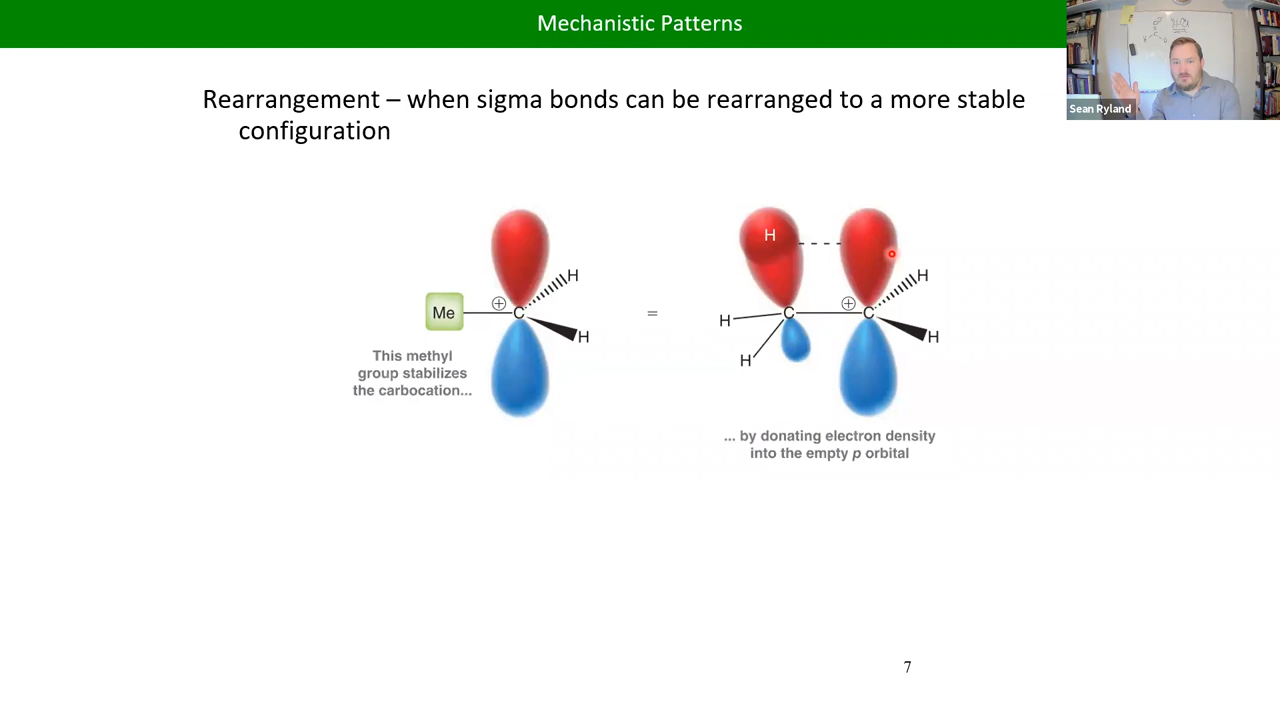 Mechanistic Patterns
Sean Ryland
Rearrangement – when sigma bonds can be rearranged to a more stable
configuration
Me
⊕
C
H
H
This methyl
group stabilizes
the carbocation...
=
H
H
H
C
⊕
C
H
H
... by donating electron density
into the empty p orbital
7